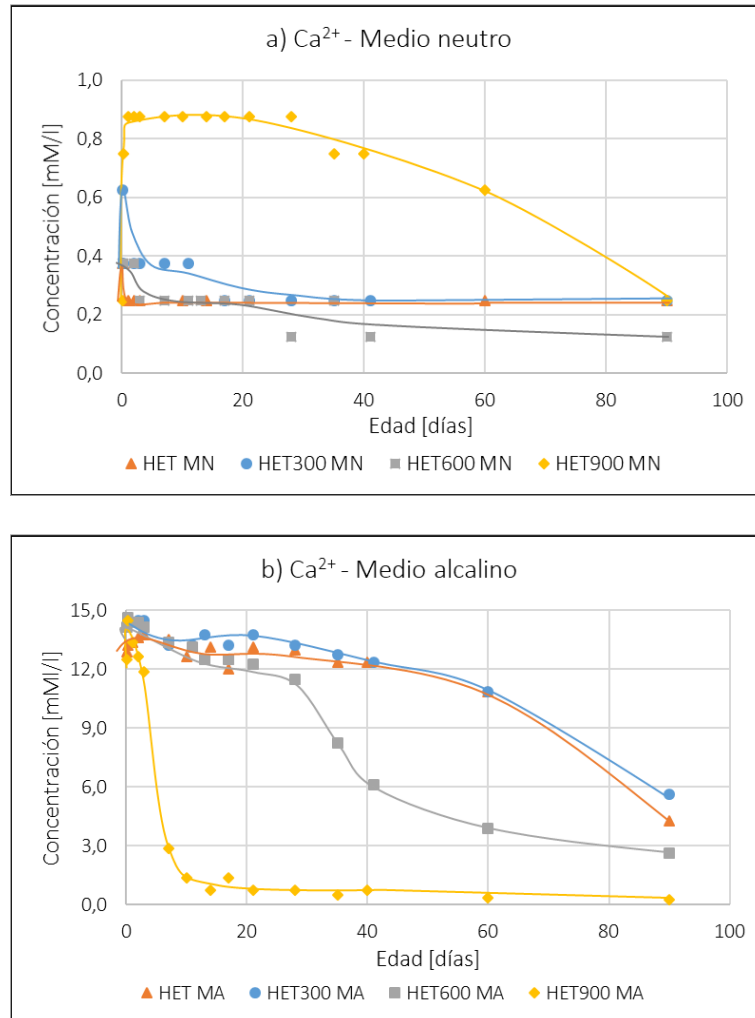 a) Ca²⁺ - Medio neutro
Concentración [mM/l]
1,0
0,8
0,6
0,4
0,2
0,0
0 20 40 60 80 100
Edad [días]
HET MN HET300 MN HET600 MN HET900 MN
b) Ca²⁺ - Medio alcalino
Concentración [mMl/l]
15,0
12,0
9,0
6,0
3,0
0,0
0 20 40 60 80 100
Edad [días]
HET MA HET300 MA HET600 MA HET900 MA